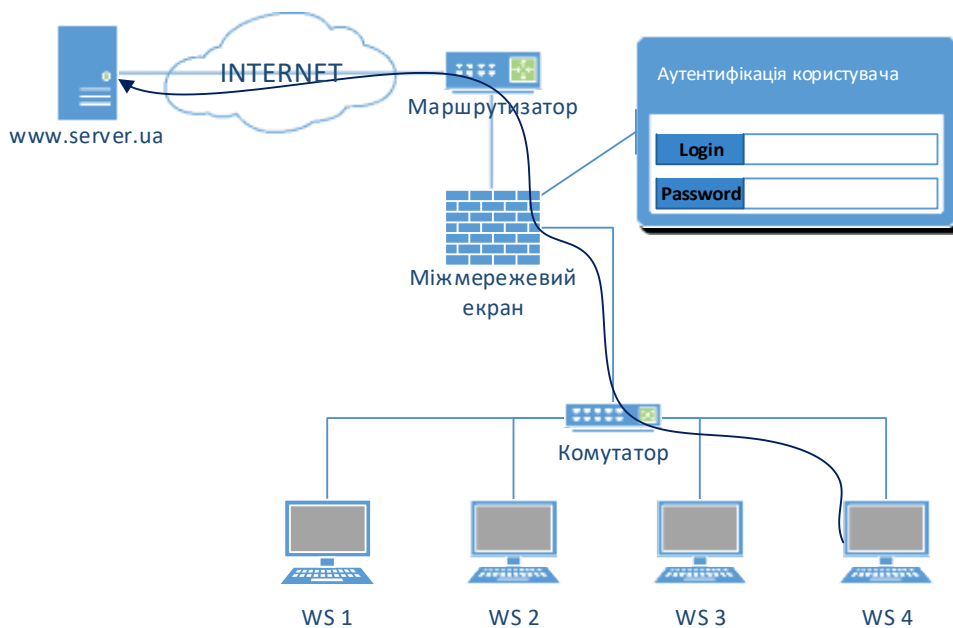 INTERNET
www.server.ua
Маршрутизатор
Аутентифікація користувача
Login
Password
Міжмережевий
екран
Комутатор
WS 1
WS 2
WS 3
WS 4